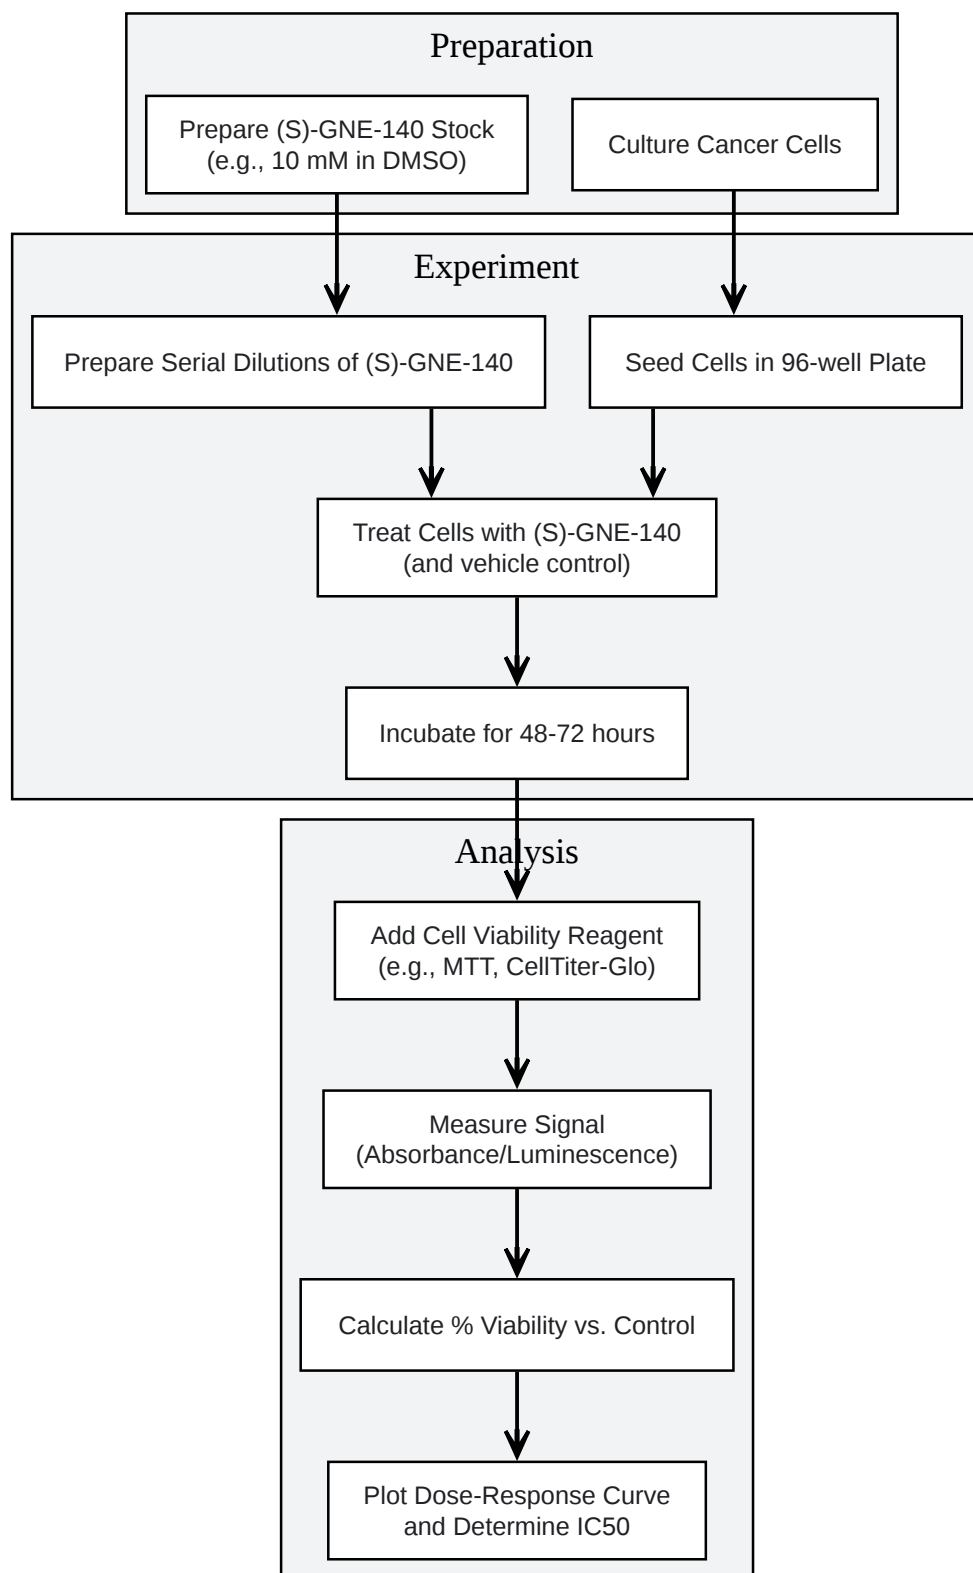 Preparation
Prepare (S)-GNE-140 Stock
(e.g., 10 mM in DMSO)
Culture Cancer Cells
Experiment
Prepare Serial Dilutions of (S)-GNE-140
Seed Cells in 96-well Plate
Treat Cells with (S)-GNE-140
(and vehicle control)
Incubate for 48-72 hours
Analysis
Add Cell Viability Reagent
(e.g., MTT, CellTiter-Glo)
Measure Signal
(Absorbance/Luminescence)
Calculate % Viability vs. Control
Plot Dose-Response Curve
and Determine IC50